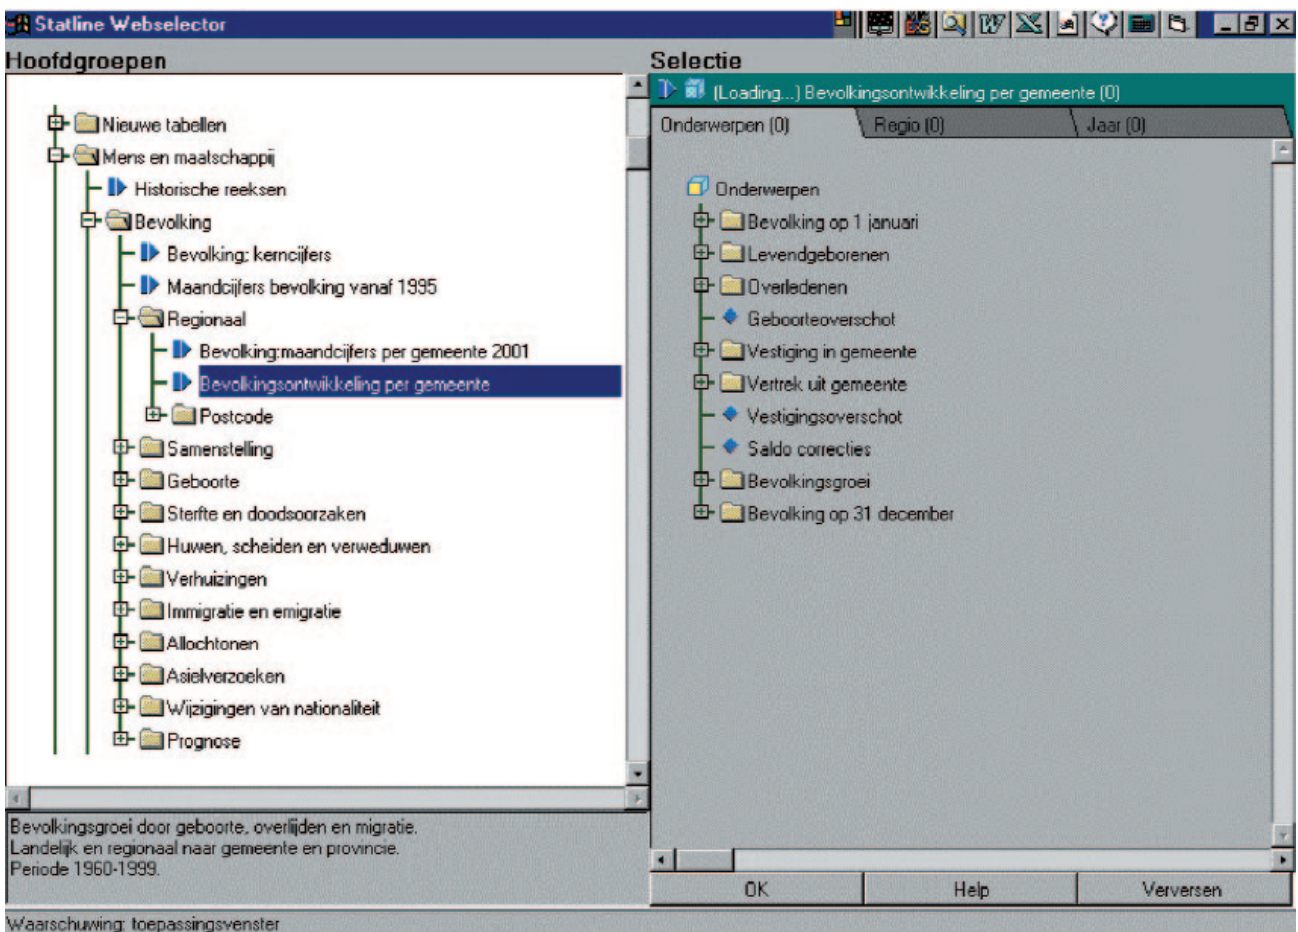 Statline Webselector
Hoofdgroepen
Nieuwe tabellen
Mens en maatschappij
Historische reeksen
Bevolking
Bevolking; kerncijfers
Maandcijfers bevolking vanaf 1995
Regionaal
Bevolking:maandcijfers per gemeente 2001
Bevolkingsontwikkeling per gemeente
Postcode
Samenstelling
Geboorte
Sterfte en doodsoorzaken
Huwen, scheiden en verweduwen
Verhuizingen
Immigratie en emigratie
Allochtonen
Asielverzoeken
Wijzigingen van nationaliteit
Prognose
Bevolkingsgroei door geboorte, overlijden en migratie.
Landelijk en regionaal naar gemeente en provincie.
Periode 1960-1999.
Selectie
(Loading...) Bevolkingsontwikkeling per gemeente (0)
Onderwerpen (0) Regio (0) Jaar (0)
Onderwerpen
Bevolking op 1 januari
Levendgeborenen
Overledenen
Geboorteoverschot
Vestiging in gemeente
Vertrek uit gemeente
Vestigingsoverschot
Saldo correcties
Bevolkingsgroei
Bevolking op 31 december
OK Help Verversen
Waarschuwing: toepassingsvenster